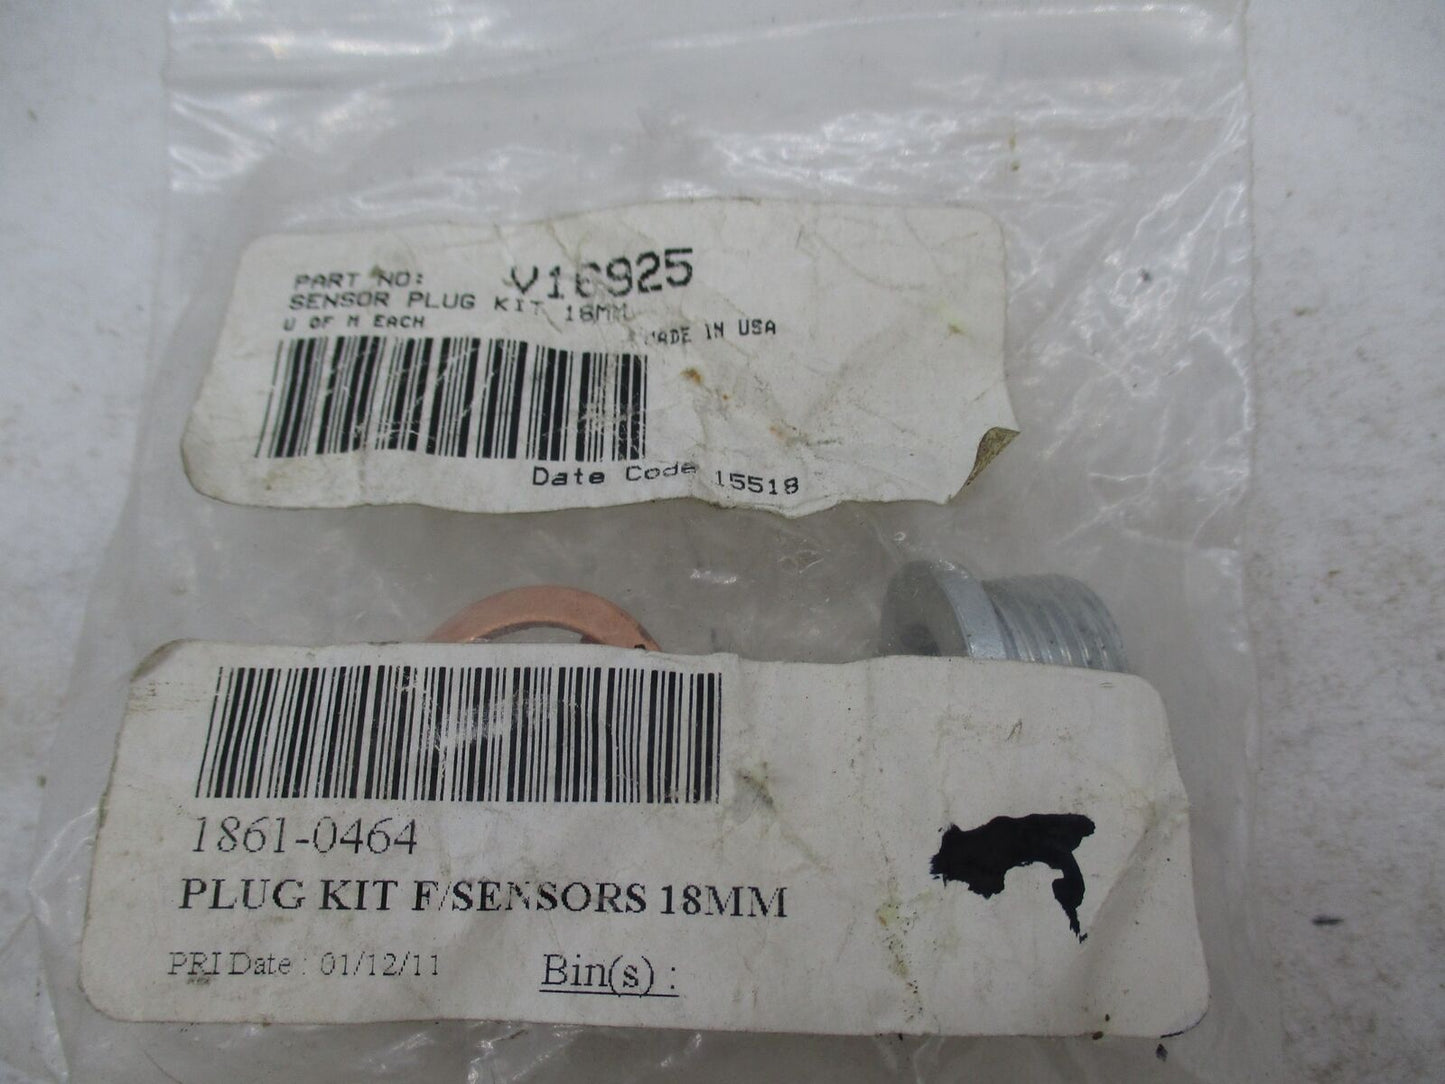 PART NO: V16925
SENSOR PLUG KIT 18MM
U OF M EACH
MADE IN USA
Date Code 15518
1861-0464
PLUG KIT F/SENSORS 18MM
PRI Date : 01/12/11
Bin(s) :